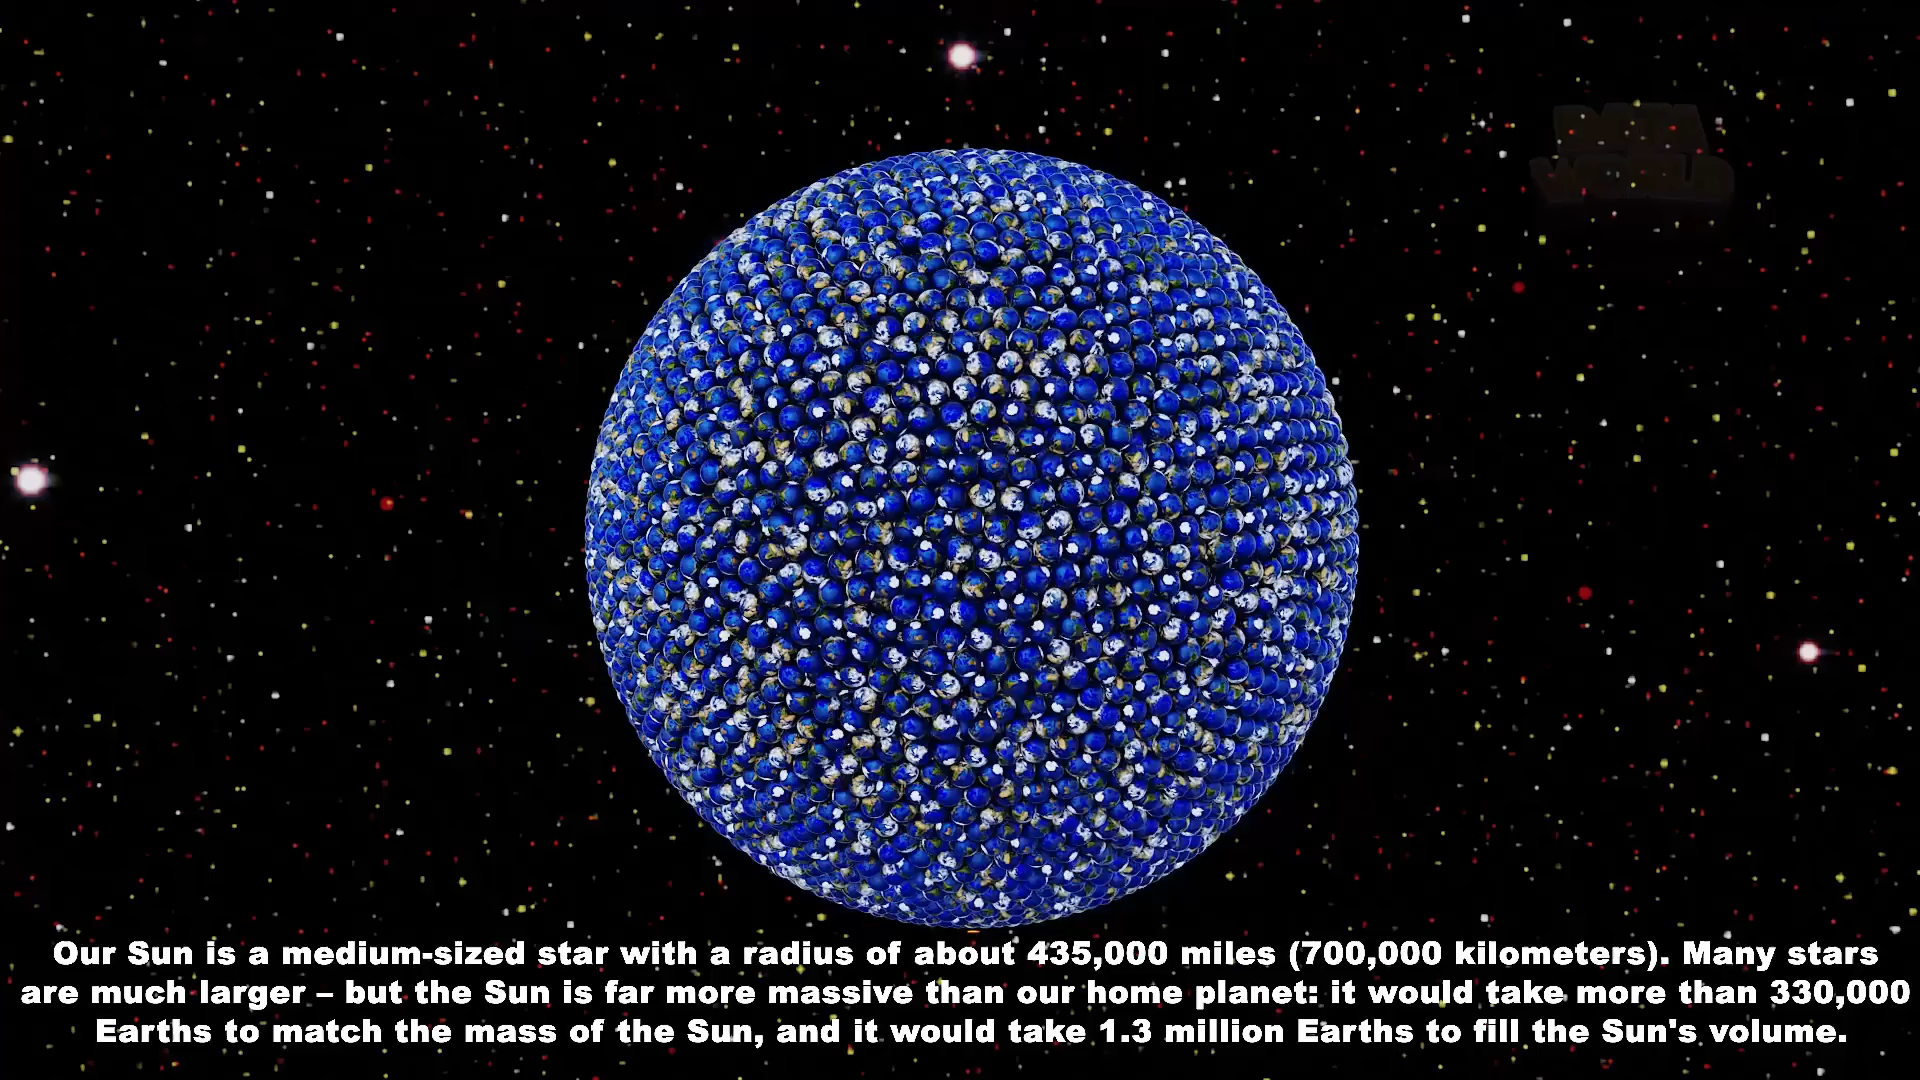 WORLD
Our Sun is a medium-sized star with a radius of about 435,000 miles (700,000 kilometers). Many stars
are much larger – but the Sun is far more massive than our home planet: it would take more than 330,000
Earths to match the mass of the Sun, and it would take 1.3 million Earths to fill the Sun's volume.